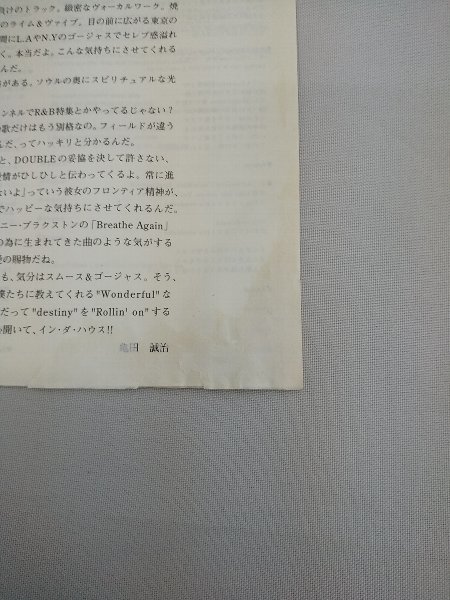 負けのトラック。緻密なヴォーカルワーク。焼
のライム&ヴァイブ。目の前に広がる東京の
間にL.AやN.Yのゴージャスでセレブ感溢れ
く。本当だよ。こんな気持ちにさせてくれる
んだ。
がある。ソウルの奥にスピリチュアルな光
ンネルでR&B特集とかやってるじゃない?
の歌だけはもう別格なの。フィールドが違う
んだ、ってハッキリと分かるんだ。
と、DOUBLEの妥協を決して許さない、
愛情がひしひしと伝わってくるよ。常に進
ないよ」っていう彼女のフロンティア精神が、
でハッピーな気持ちにさせてくれるんだ。
ニー・ブラクストンの「Breathe Again」
の為に生まれてきた曲のような気がする
愛の賜物だね。
も、気分はスムース&ゴージャス。そう、
僕たちに教えてくれる"Wonderful"な
だって"destiny"を"Rollin' on"する
を聞いて、イン・ダ・ハウス!!
亀田 誠治